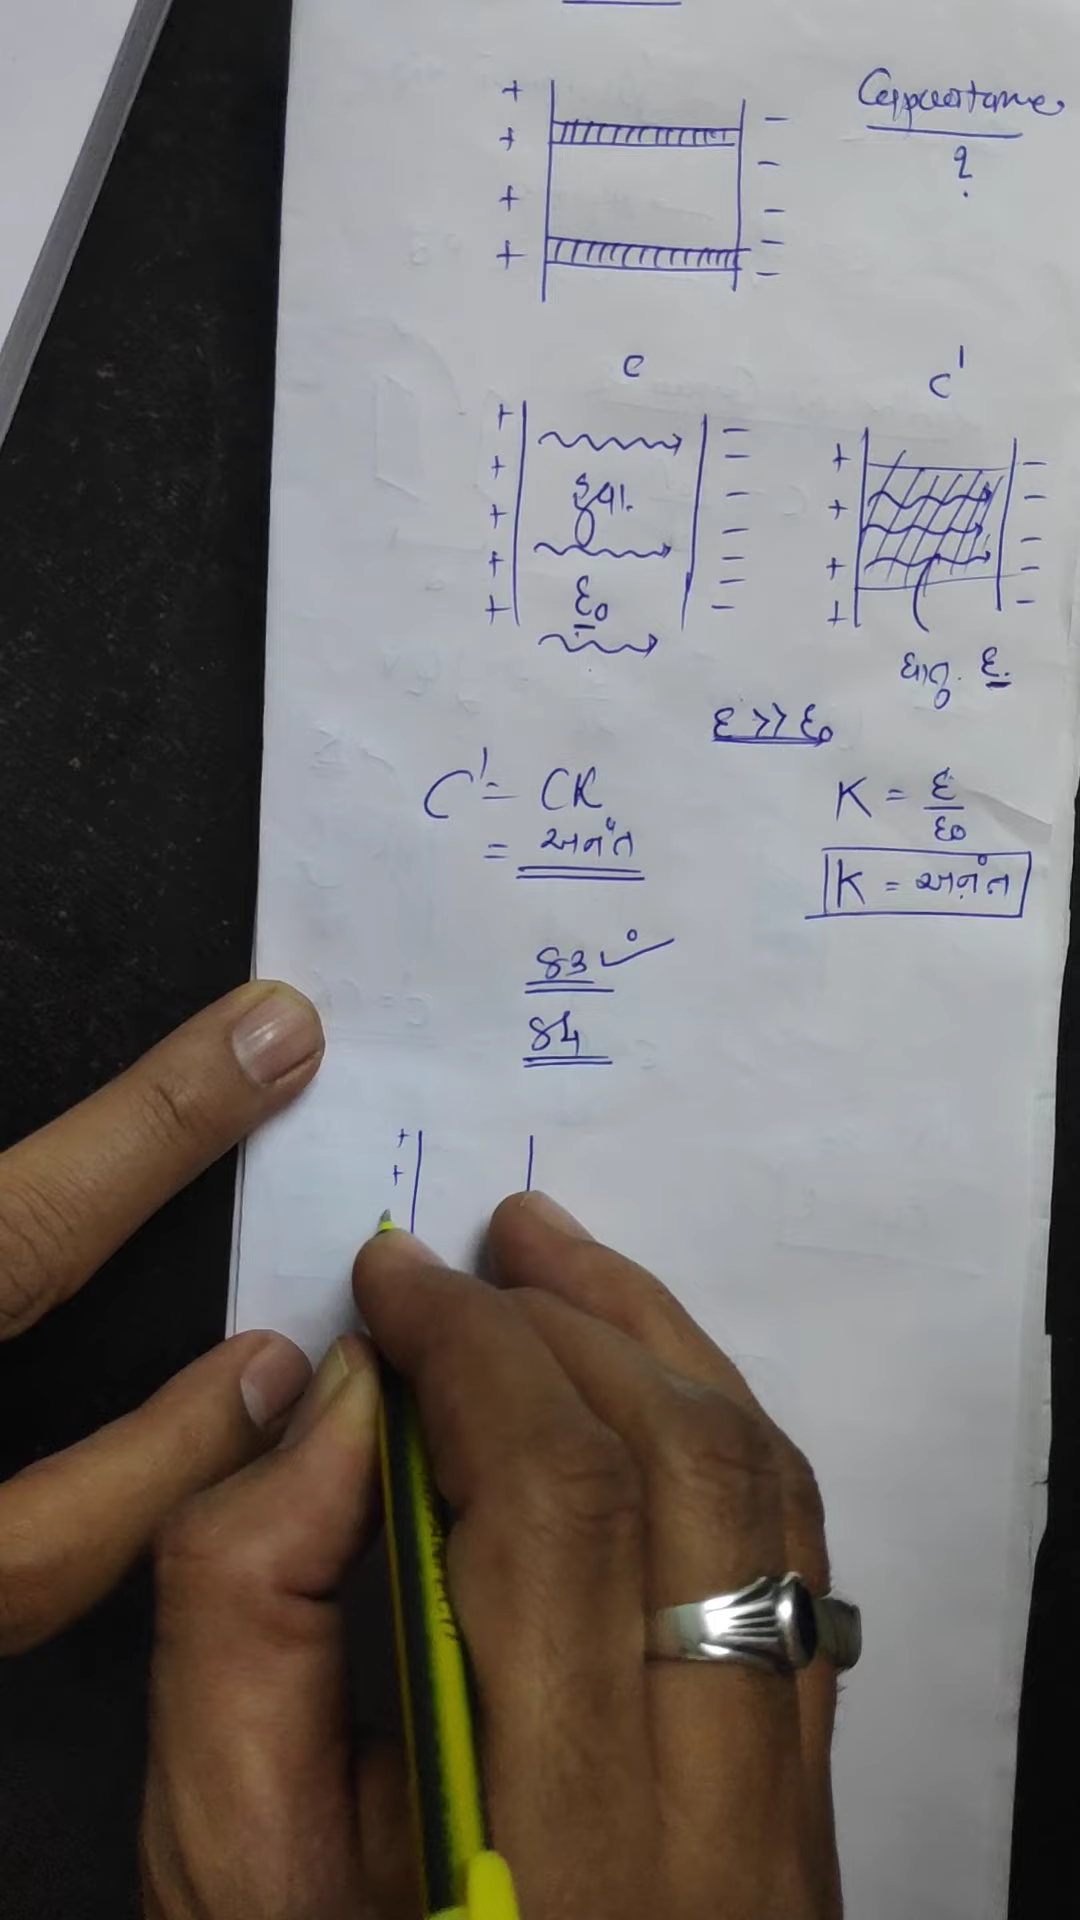 Capacitance
?
C
C'
હવા.
ε₀
ધાતુ. ε.
ε >> ε₀
C' = CK
= અનંત
K = ε/ε₀
K = અનંત
83
84